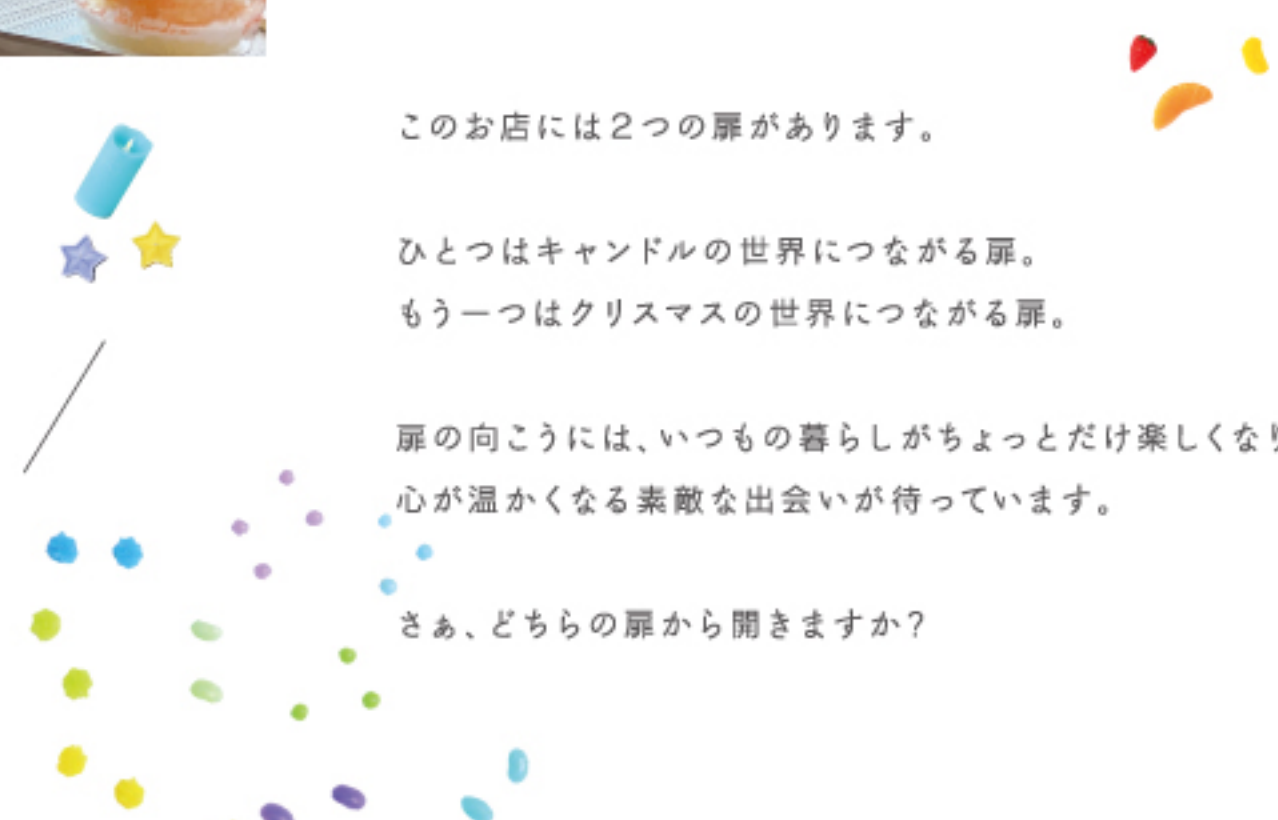 このお店には2つの扉があります。
ひとつはキャンドルの世界につながる扉。
もう一つはクリスマスの世界につながる扉。
扉の向こうには、いつもの暮らしがちょっとだけ楽しくなり
心が温かくなる素敵な出会いが待っています。
さぁ、どちらの扉から開きますか?